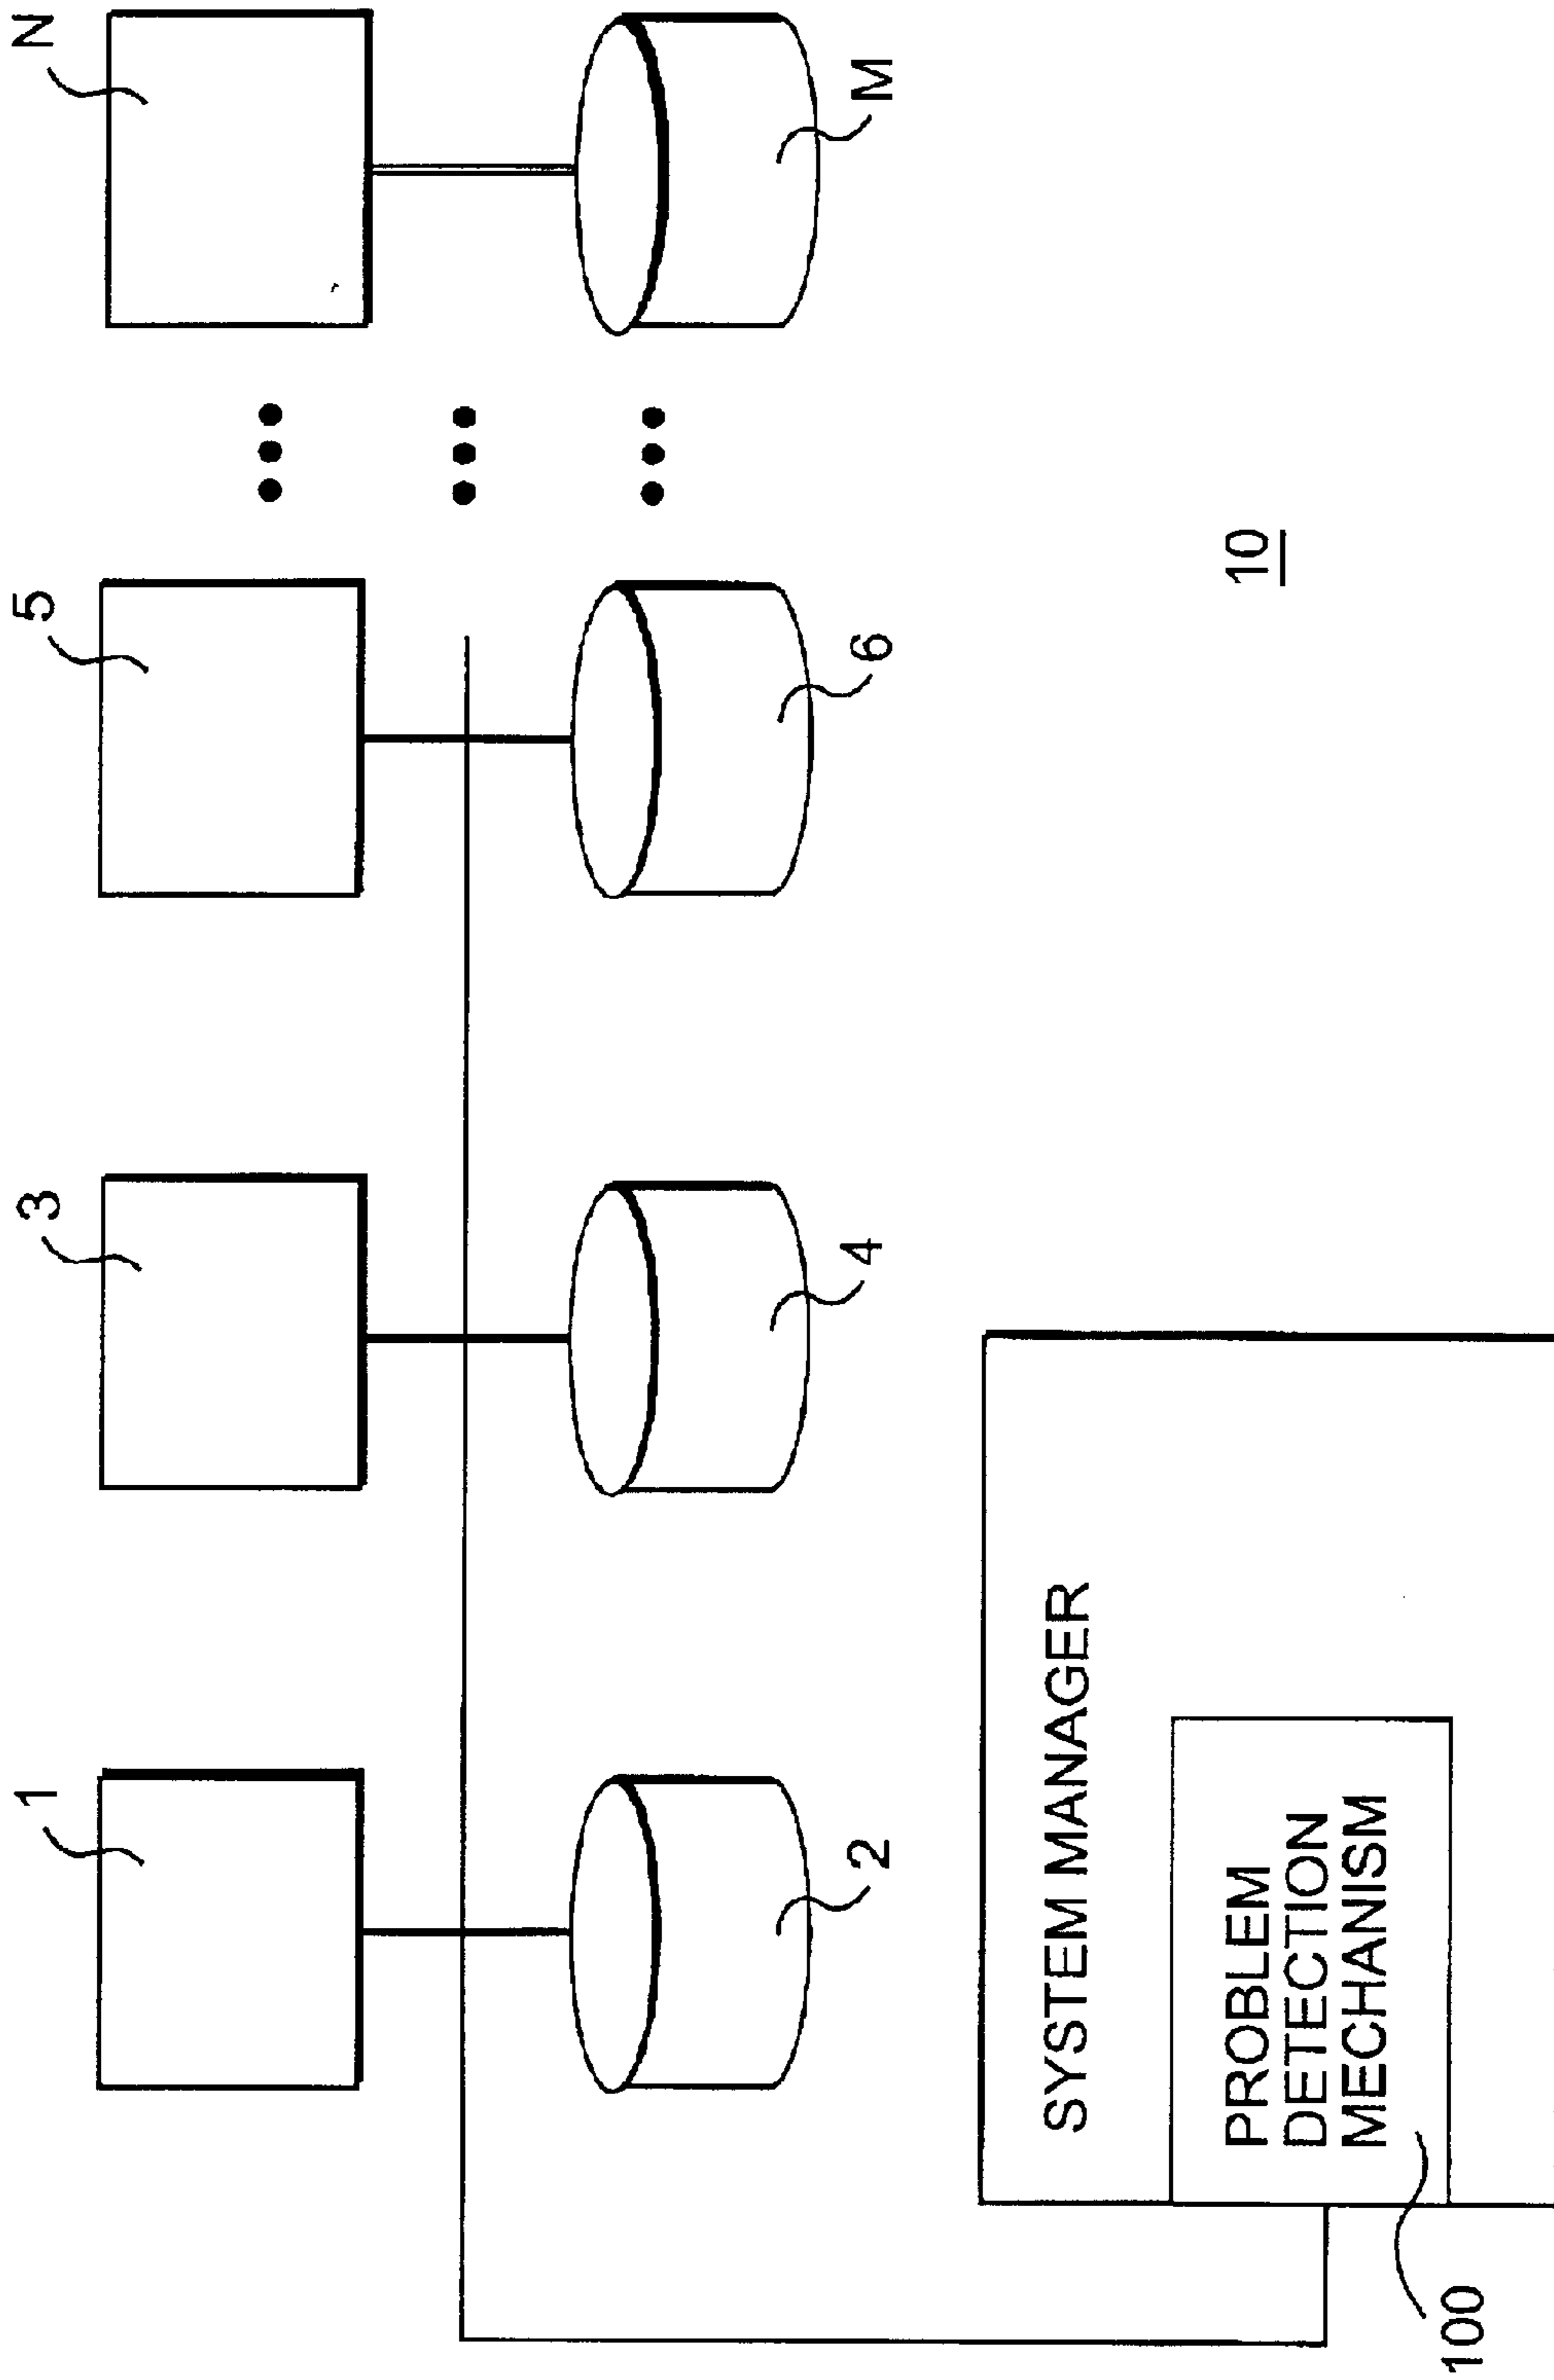 1
3
5
N
2
4
6
M
SYSTEM MANAGER
PROBLEM
DETECTION
MECHANISM
10
100